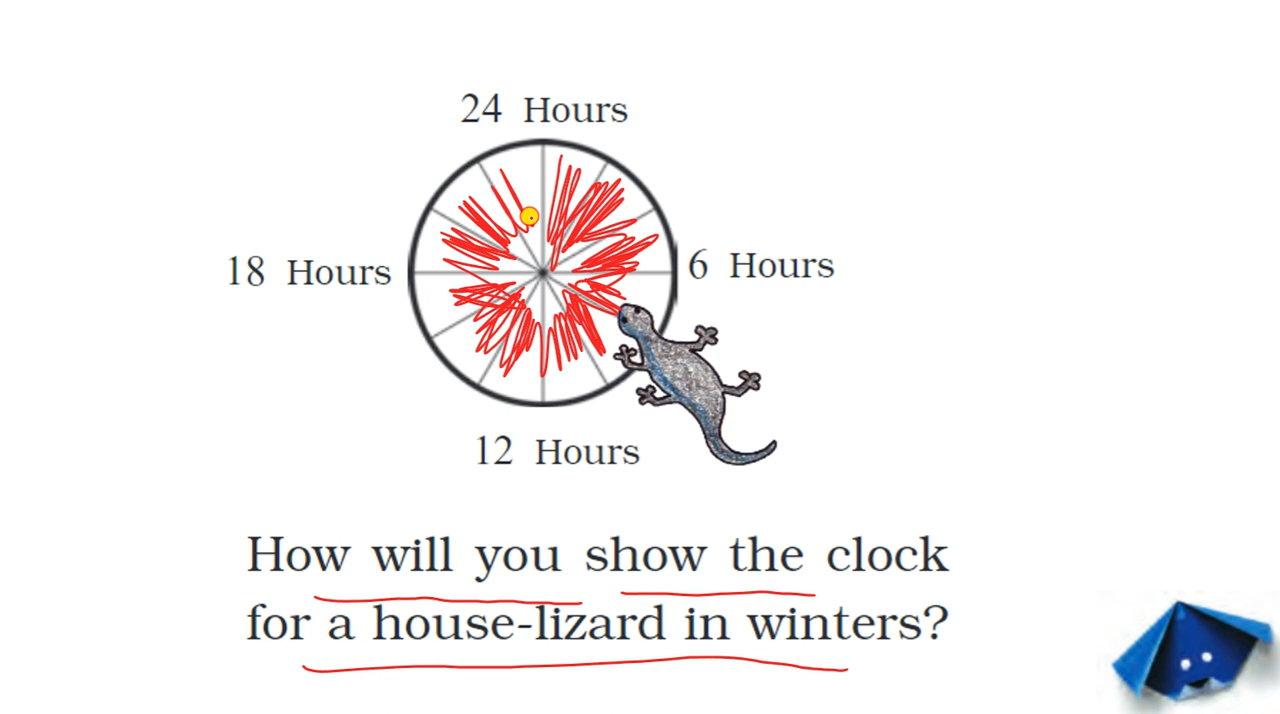 24 Hours
18 Hours
6 Hours
12 Hours
How will you show the clock
for a house-lizard in winters?